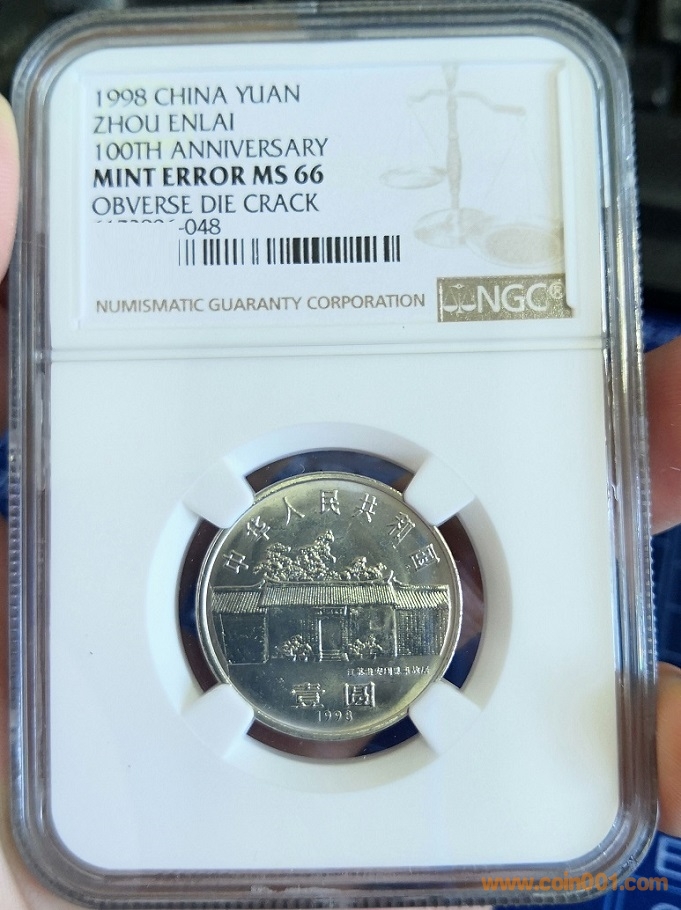 1998 CHINA YUAN
ZHOU ENLAI
100TH ANNIVERSARY
MINT ERROR MS 66
OBVERSE DIE CRACK
-048
NUMISMATIC GUARANTY CORPORATION
NGC®
中华人民共和国
壹圆
1998
www.coin001.com